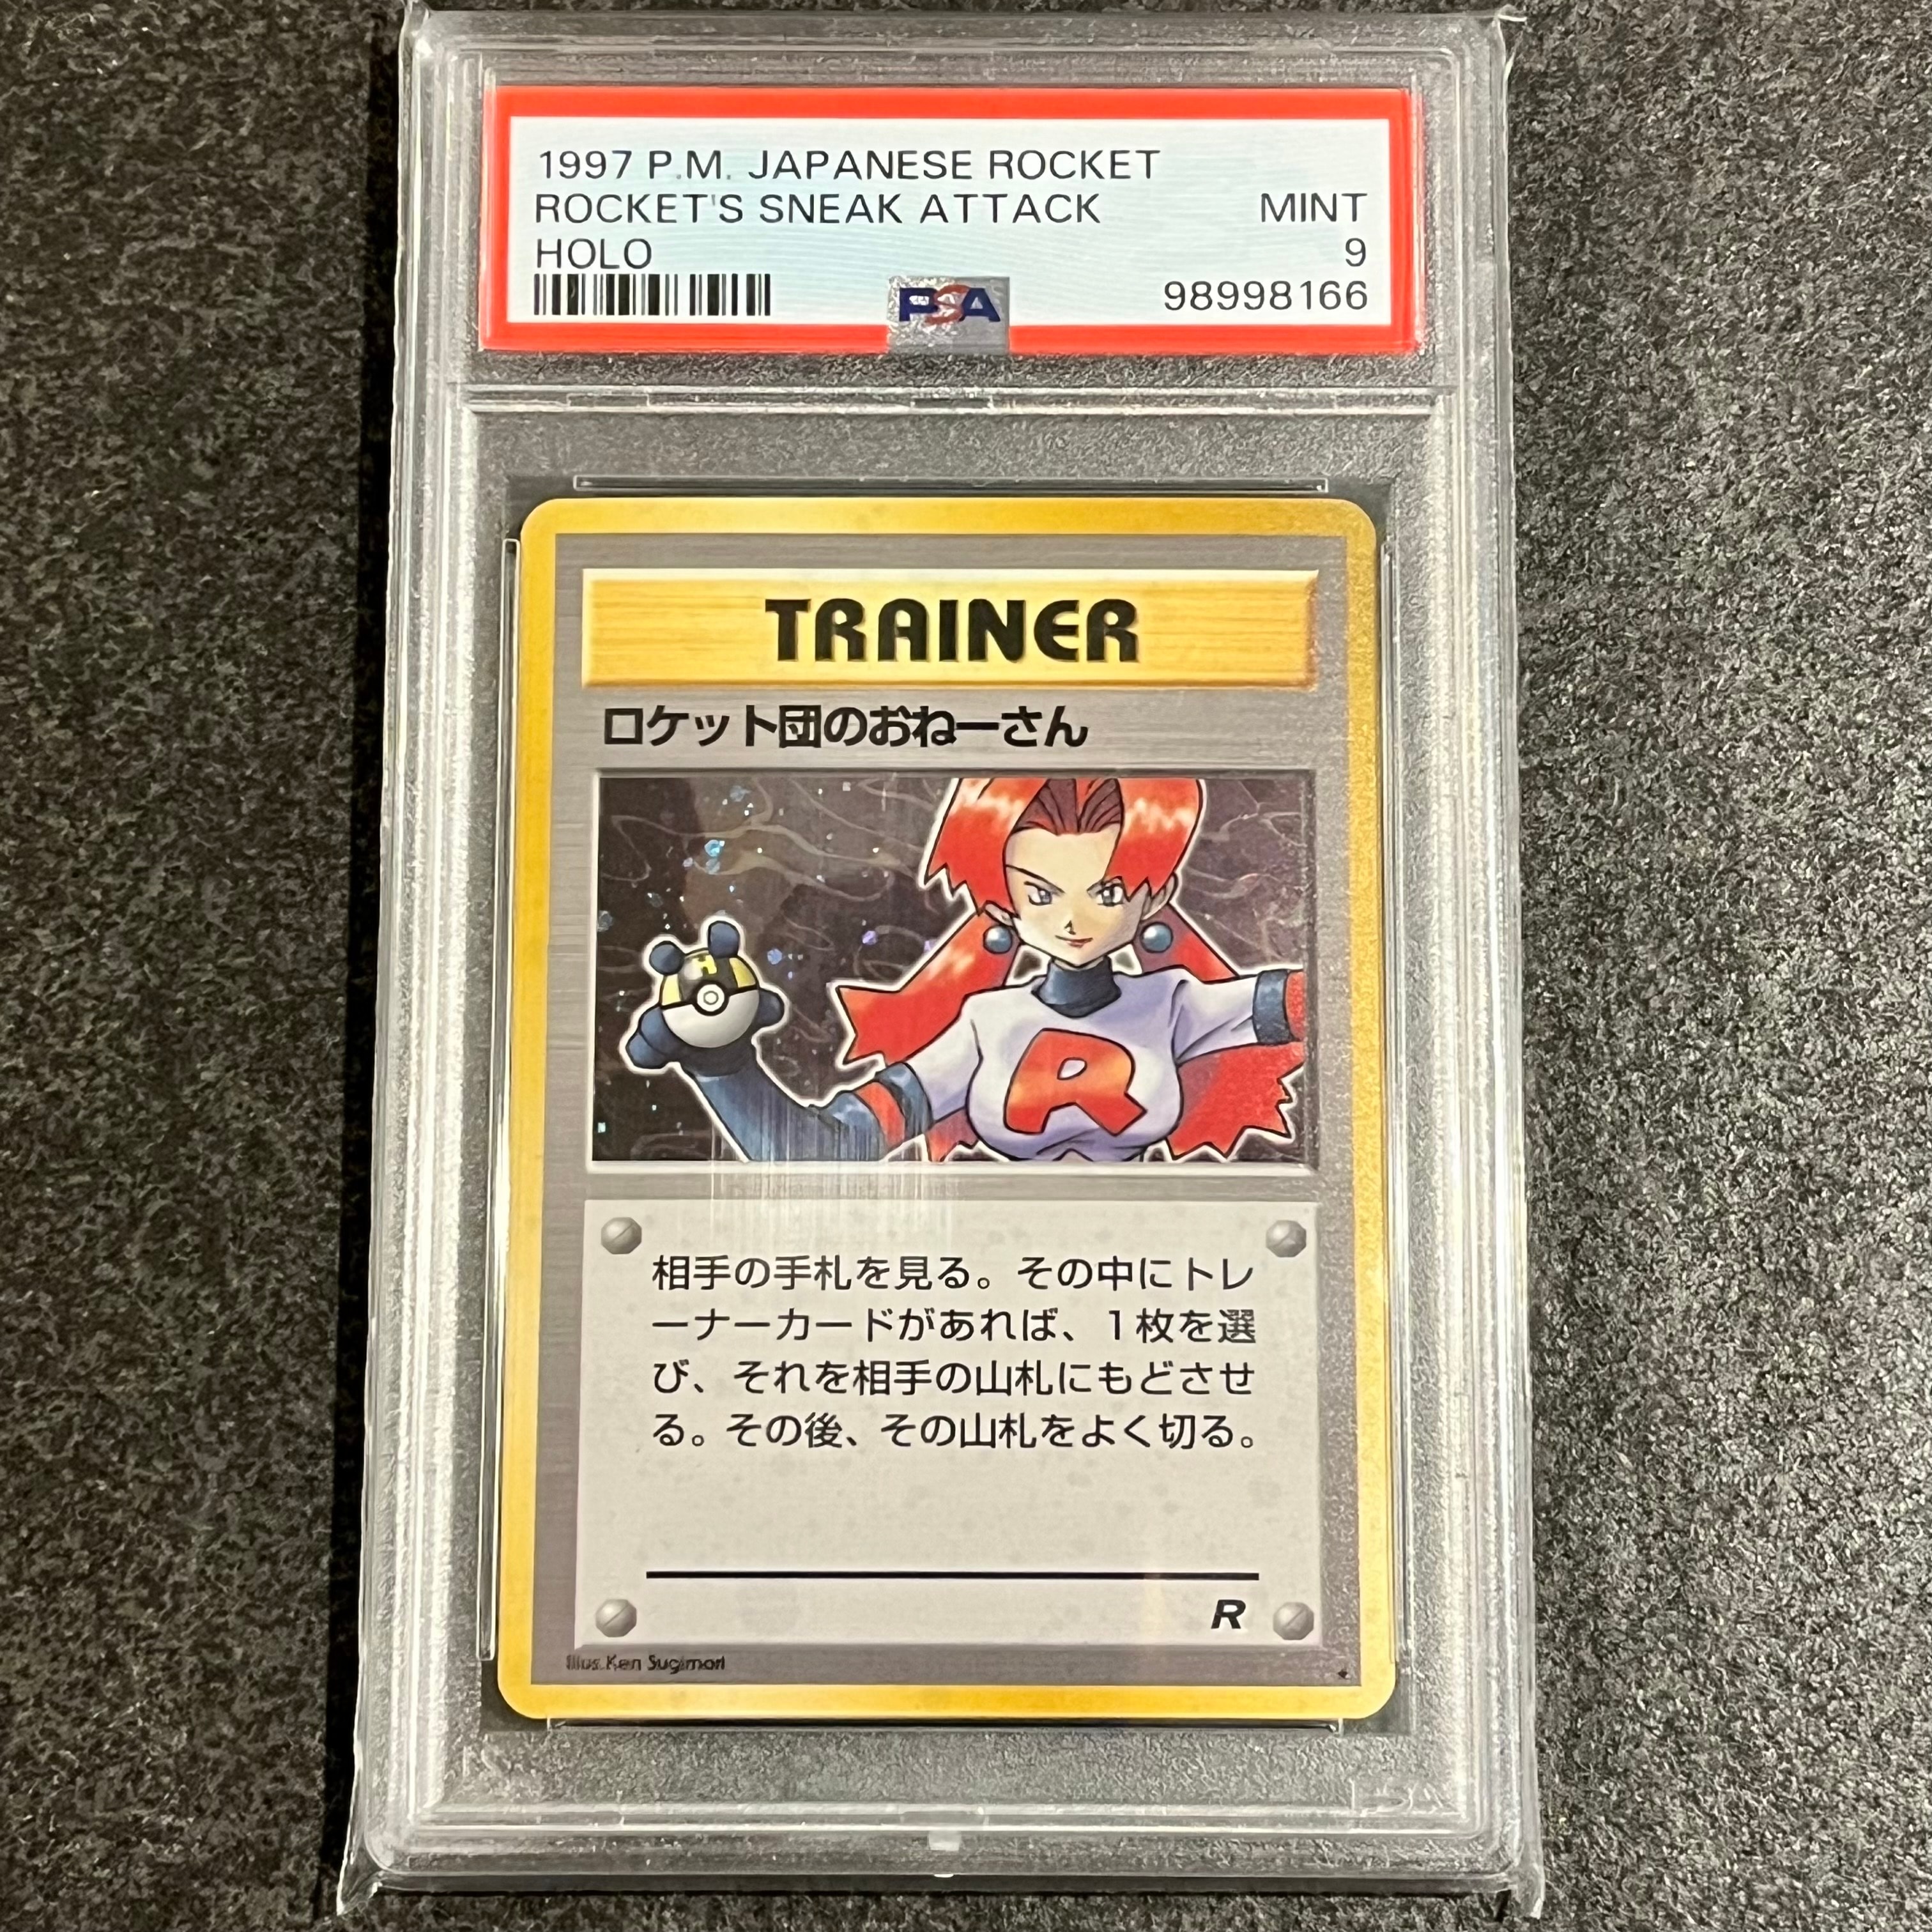 1997 P.M. JAPANESE ROCKET
ROCKET'S SNEAK ATTACK MINT
HOLO 9
98998166
PSA
TRAINER
ロケット団のおねーさん
R
相手の手札を見る。その中にトレ
ーナーカードがあれば、1枚を選
び、それを相手の山札にもどさせ
る。その後、その山札をよく切る。
R
Illus. Ken Sugimori